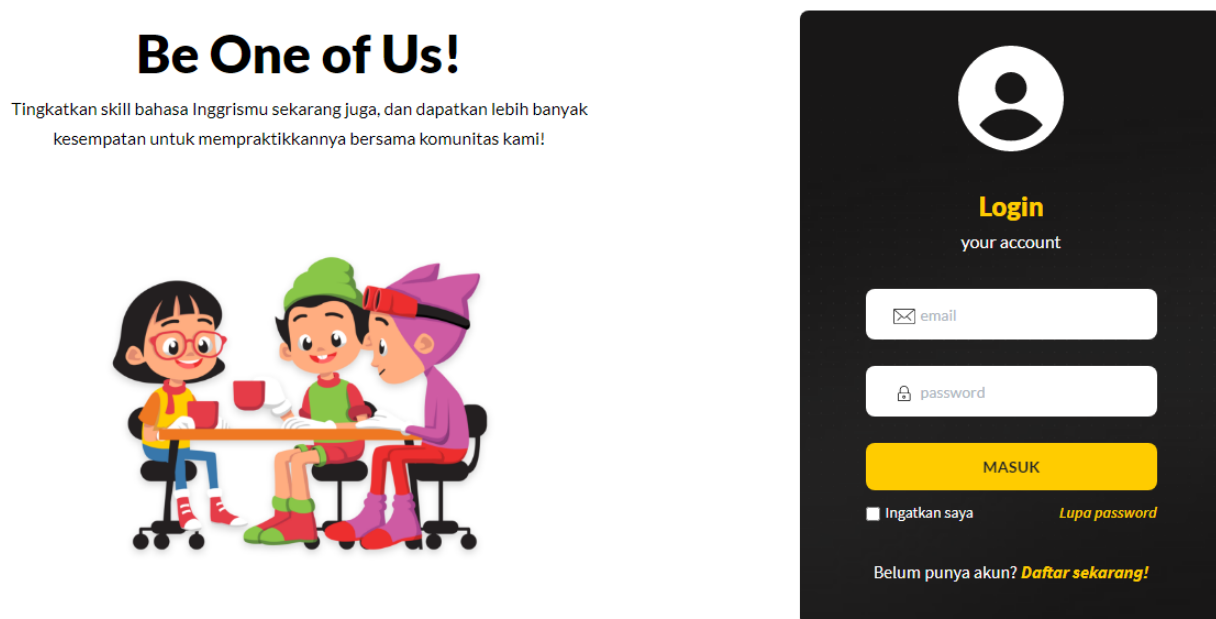 Be One of Us!
Tingkatkan skill bahasa Inggrismu sekarang juga, dan dapatkan lebih banyak
kesempatan untuk mempraktikkannya bersama komunitas kami!
Login
your account
email
password
MASUK
Ingatkan saya
Lupa password
Belum punya akun? Daftar sekarang!